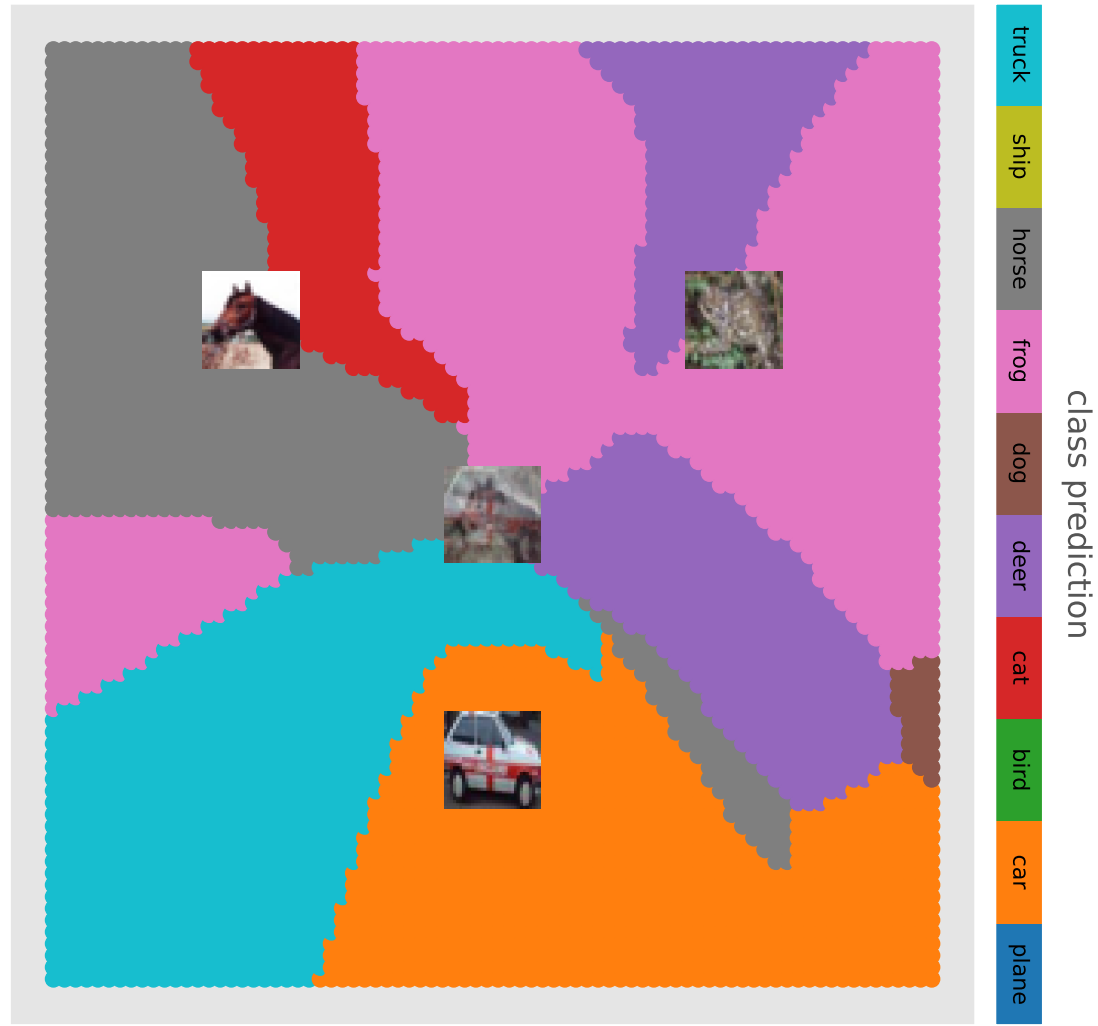 truck
ship
horse
frog
dog
deer
cat
bird
car
plane
class prediction